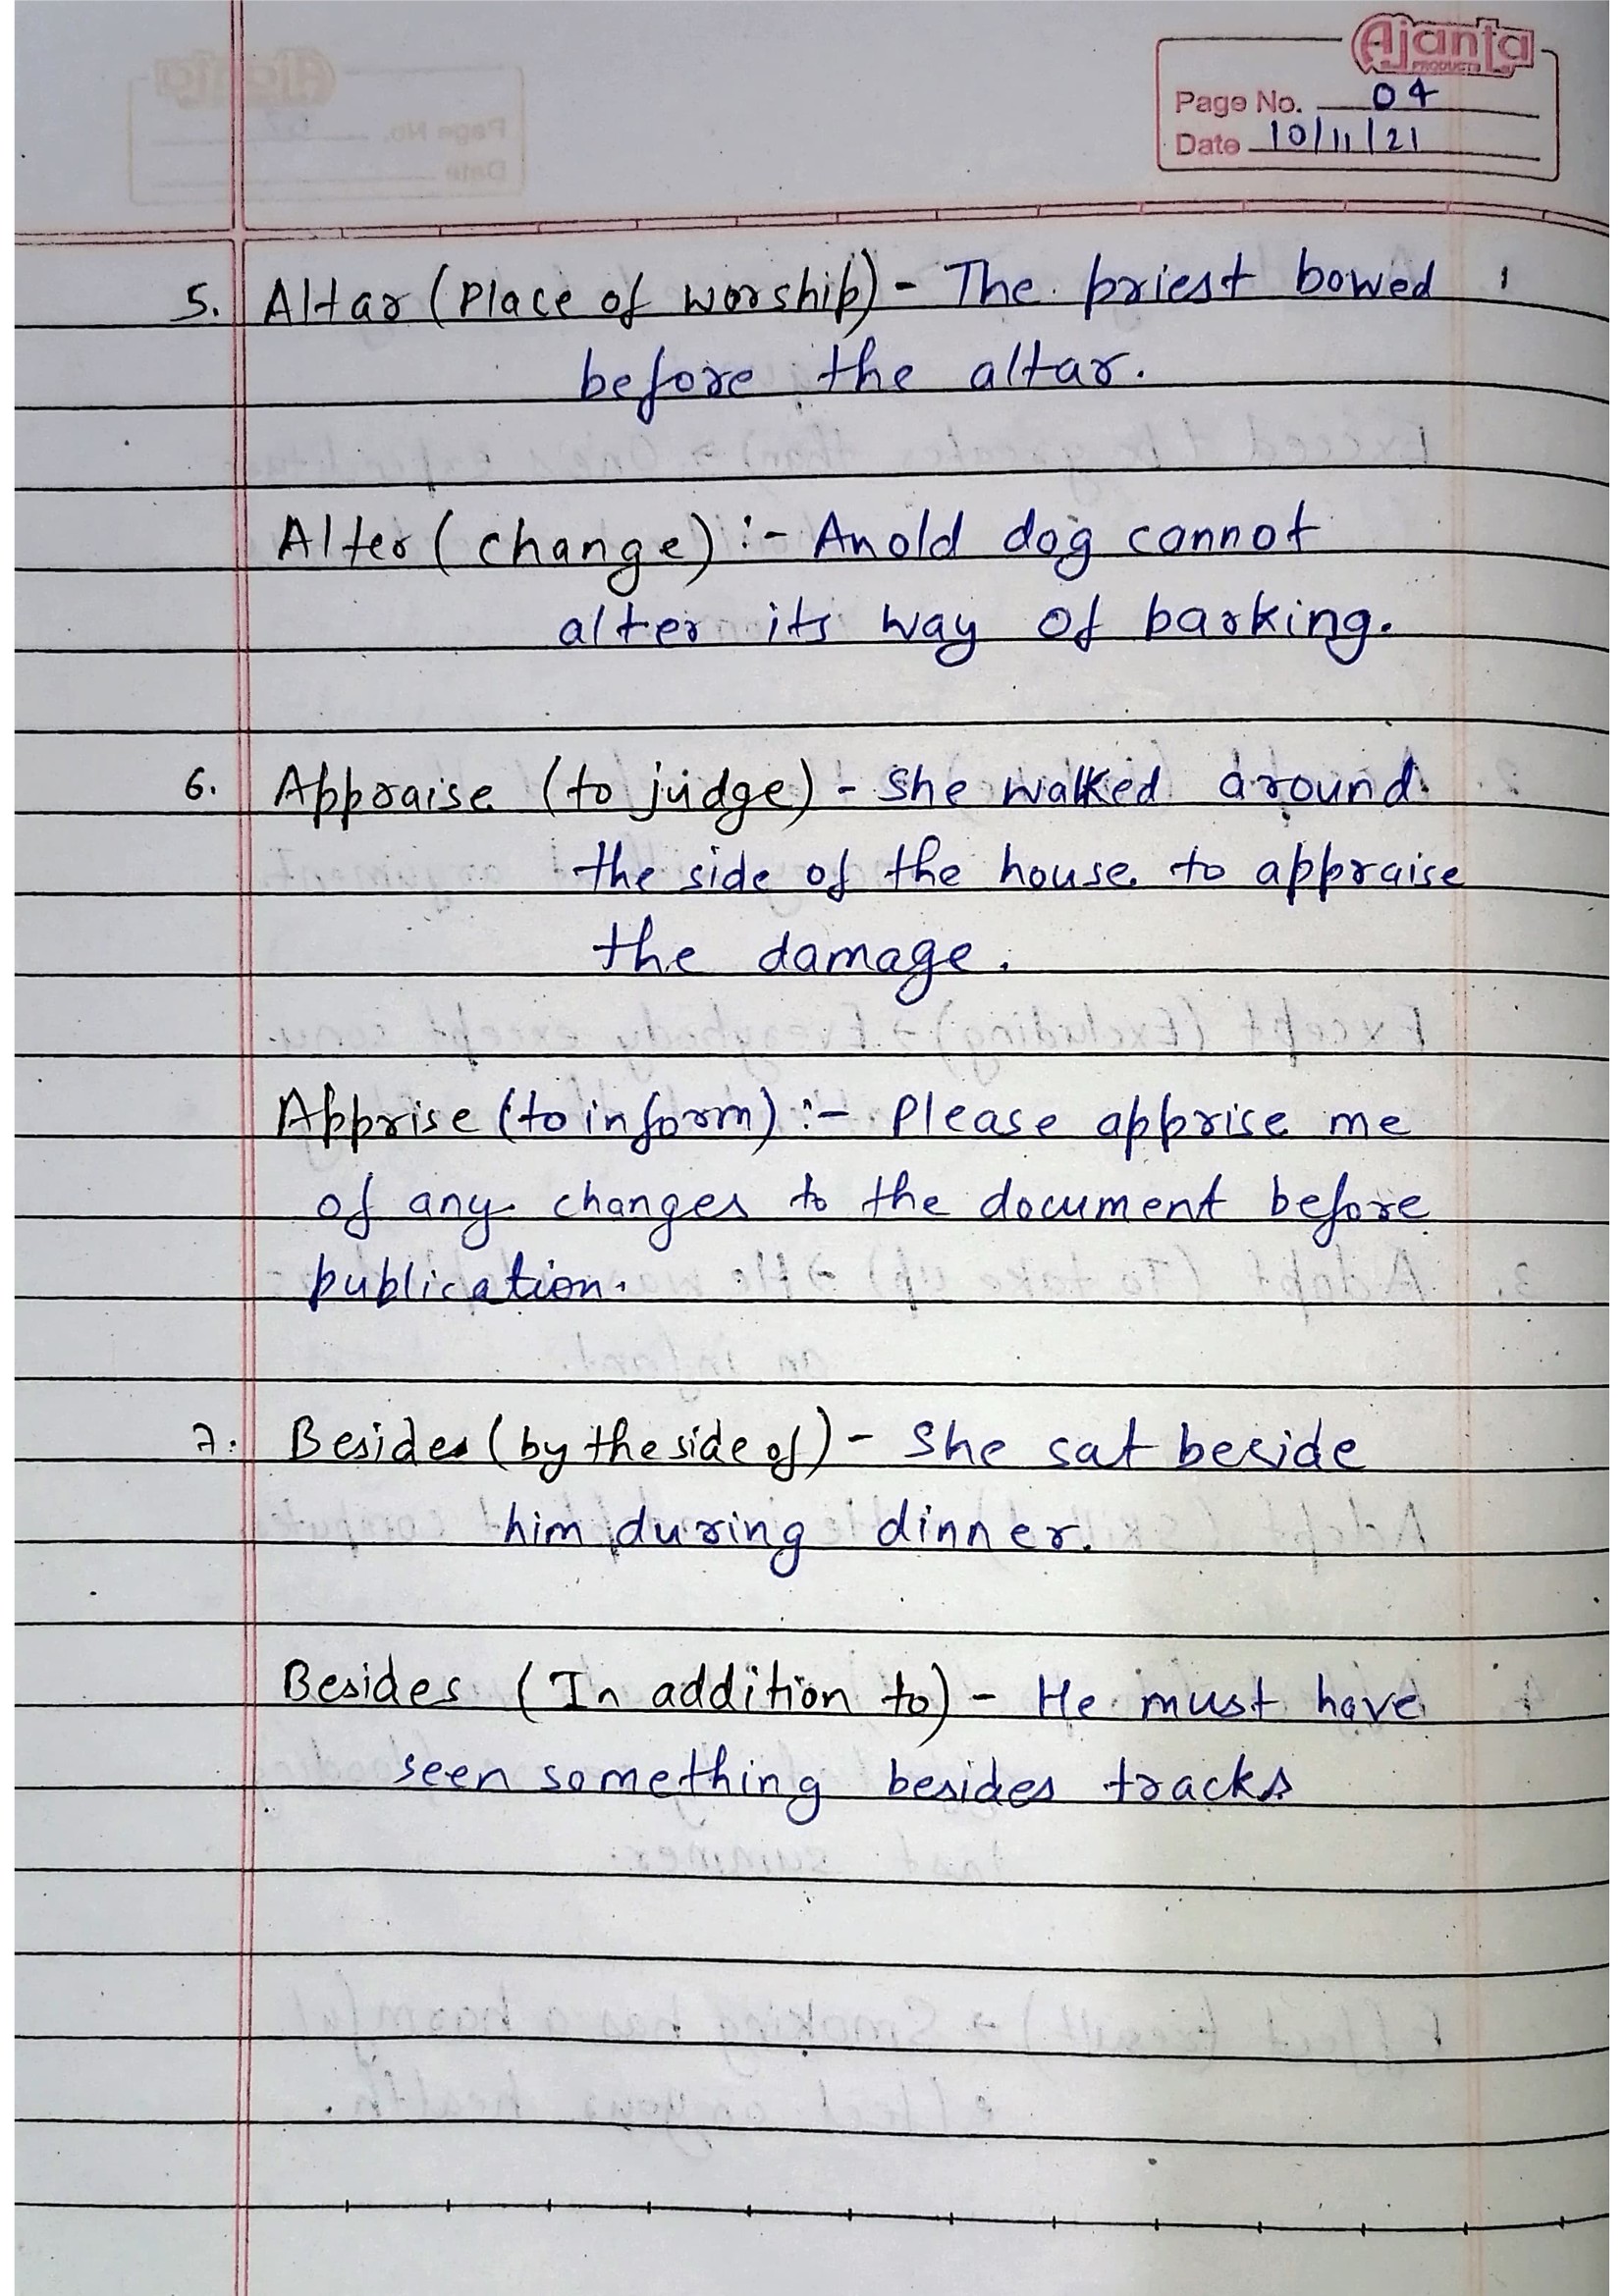 Ajanta
PRODUCTS
Page No. 04
Date 10/11/21
5. Altar (Place of worship) - The priest bowed
before the altar.
Alter (change) :- An old dog cannot
alter its way of barking.
6. Appraise (to judge) - She walked around
the side of the house to appraise
the damage.
Apprise (to inform) :- Please apprise me
of any changes to the document before
publication.
7. Besides (by the side of) - She sat beside
him during dinner.
Besides (In addition to) - He must have
seen something besides tracks